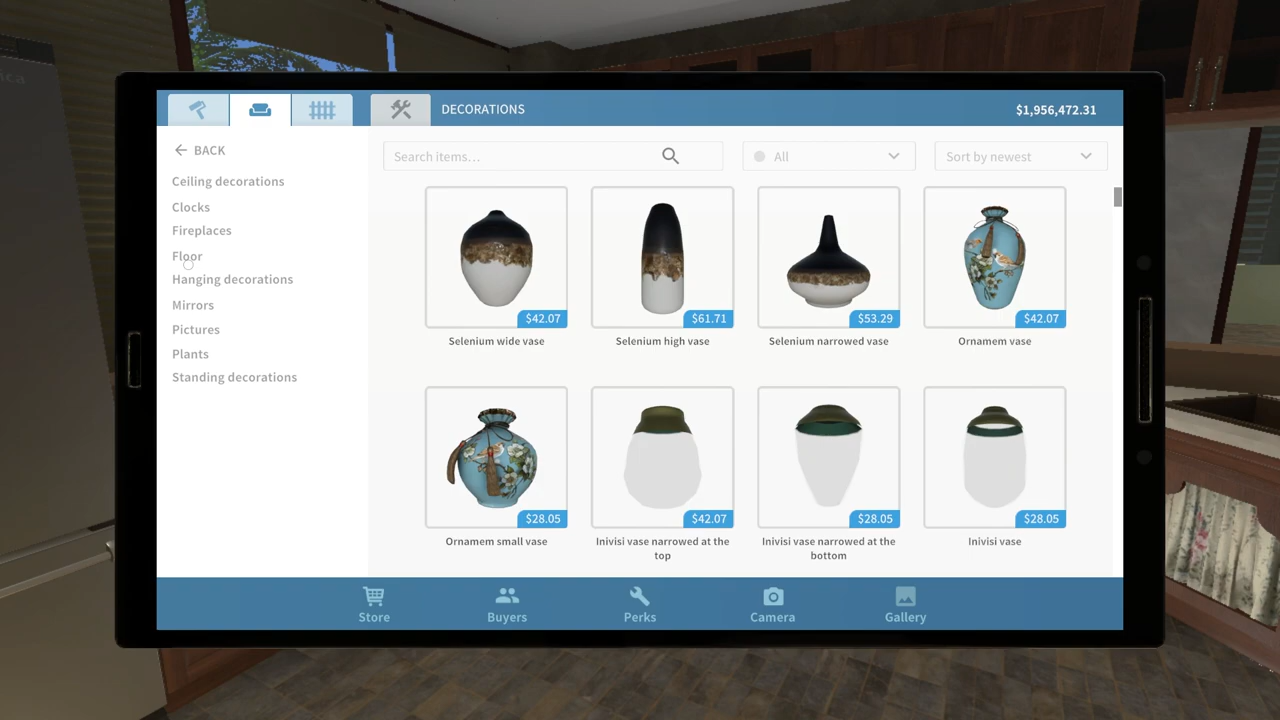 ica
DECORATIONS
$1,956,472.31
BACK
Search items...
All
Sort by newest
Ceiling decorations
Clocks
Fireplaces
Floor
Hanging decorations
Mirrors
Pictures
Plants
Standing decorations
$42.07
$61.71
$53.29
$42.07
Selenium wide vase
Selenium high vase
Selenium narrowed vase
Ornamem vase
$28.05
$42.07
$28.05
$28.05
Ornamem small vase
Inivisi vase narrowed at the
top
Inivisi vase narrowed at the
bottom
Inivisi vase
Store
Buyers
Perks
Camera
Gallery